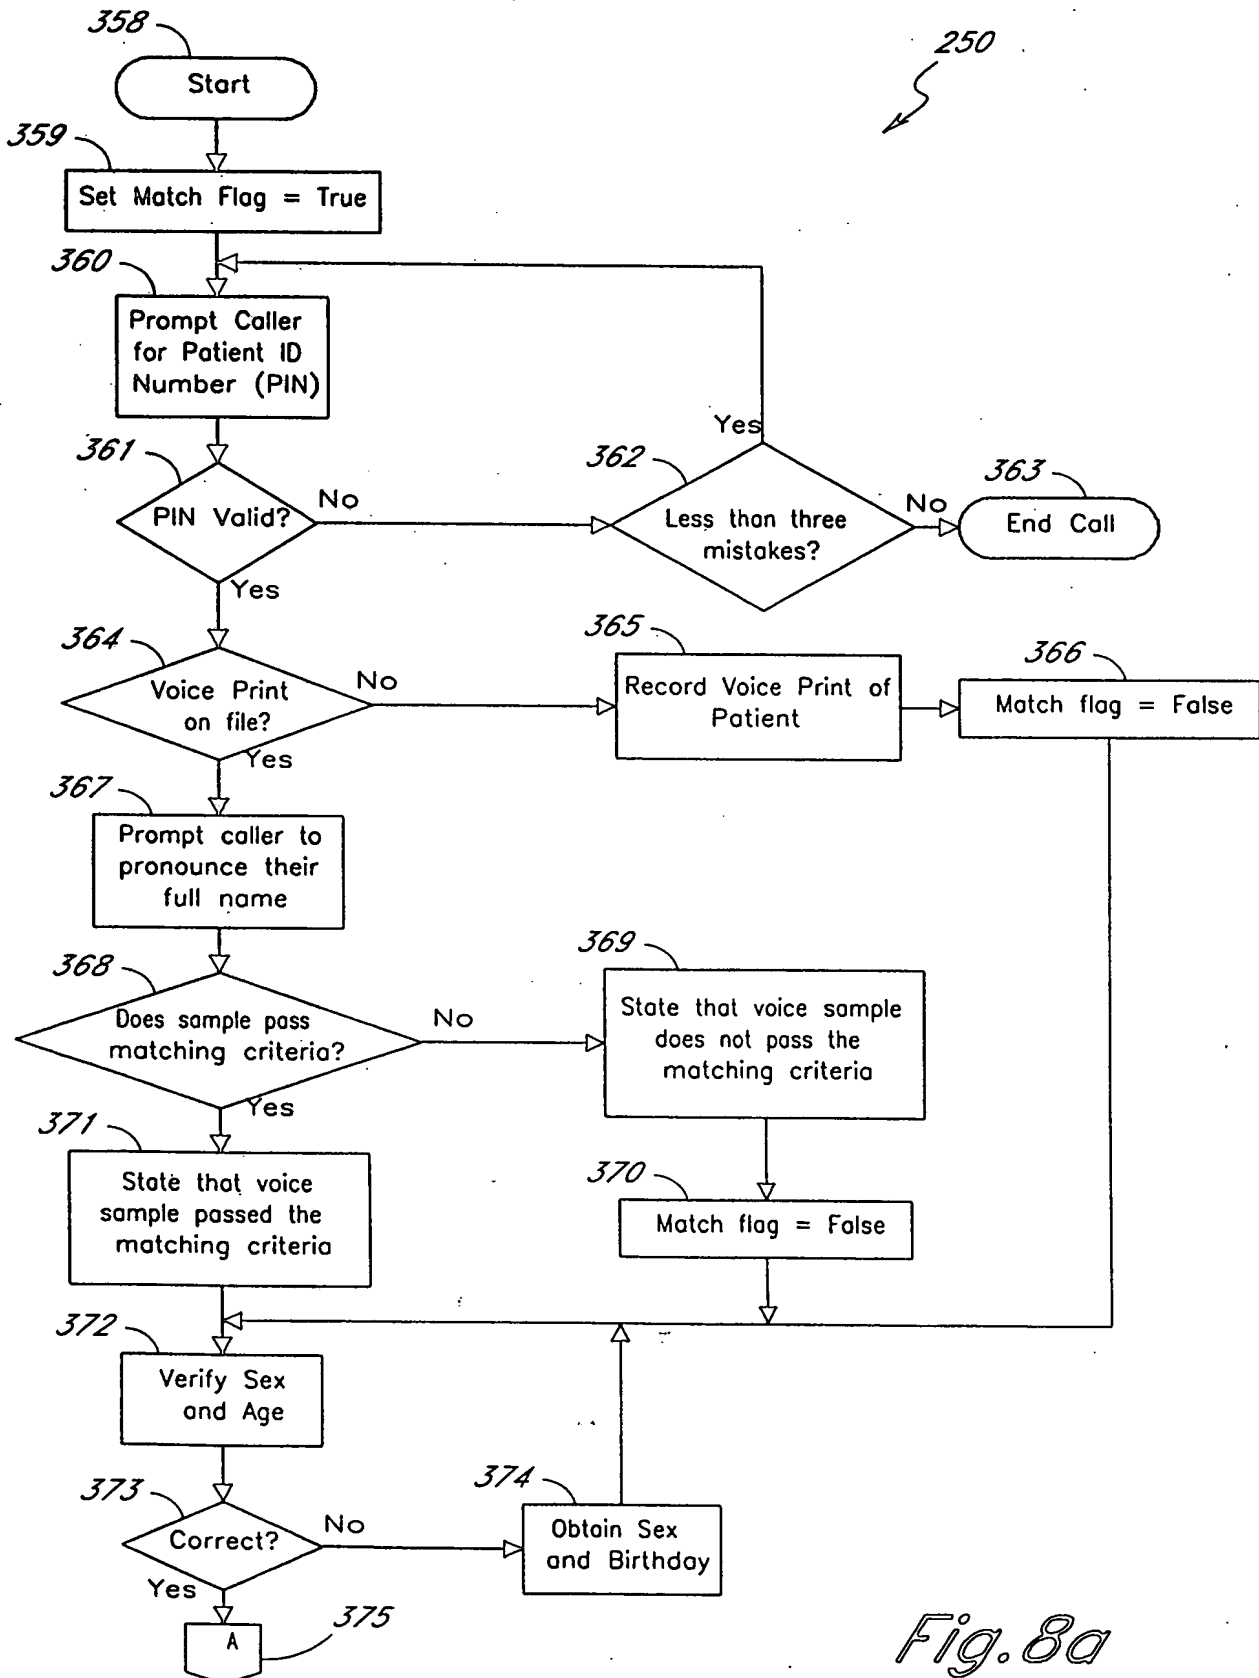 358
250
Start
359
Set Match Flag = True
360
Prompt Caller
for Patient ID
Number (PIN)
Yes
361
362
363
PIN Valid?
No
Less than three
mistakes?
No
End Call
Yes
364
365
366
Voice Print
on file?
No
Record Voice Print of
Patient
Match flag = False
Yes
367
Prompt caller to
pronounce their
full name
368
369
Does sample pass
matching criteria?
No
State that voice sample
does not pass the
matching criteria
Yes
371
370
State that voice
sample passed the
matching criteria
Match flag = False
372
Verify Sex
and Age
373
374
Correct?
No
Obtain Sex
and Birthday
Yes
A
375
Fig. 8a